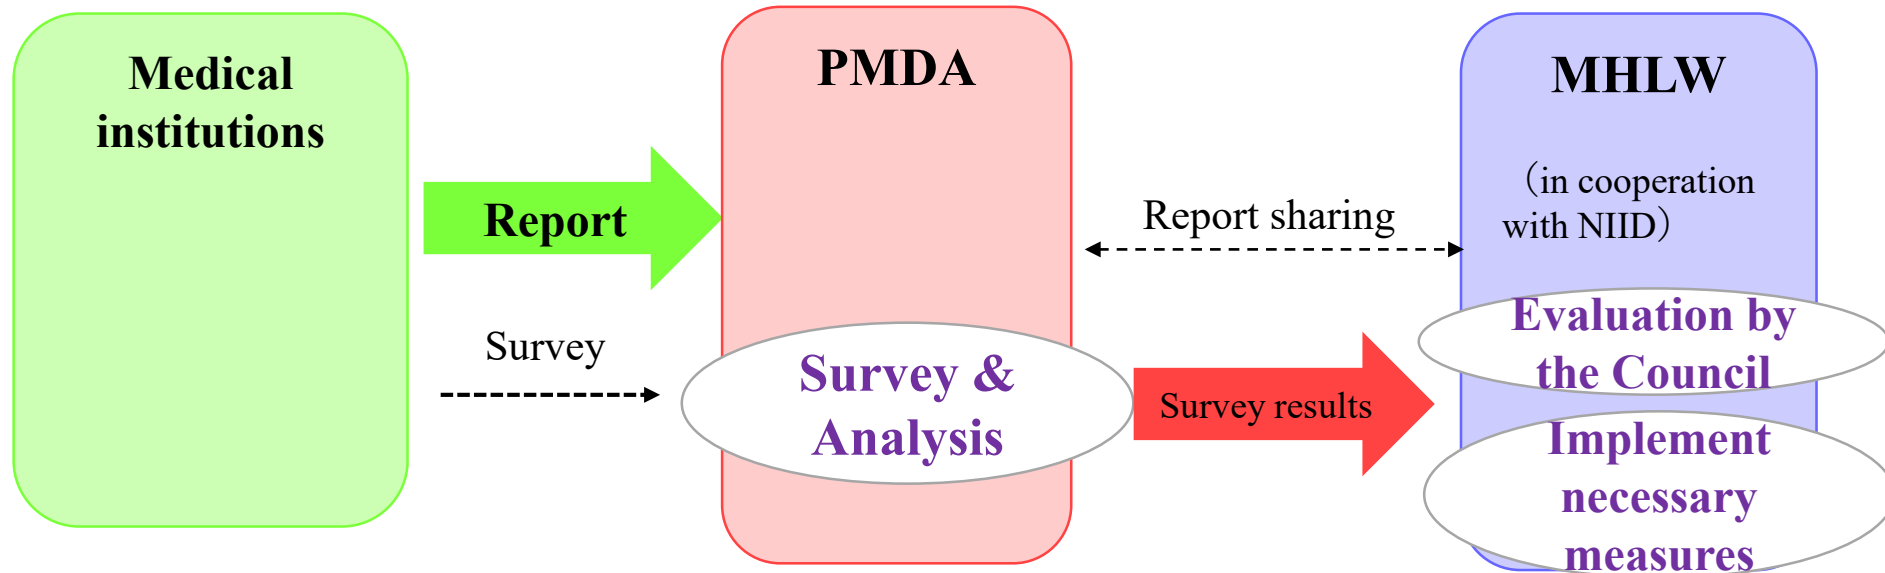 Medical
institutions
Report
Survey
PMDA
Survey &
Analysis
Report sharing
Survey results
MHLW
（in cooperation
with NIID）
Evaluation by
the Council
Implement
necessary
measures